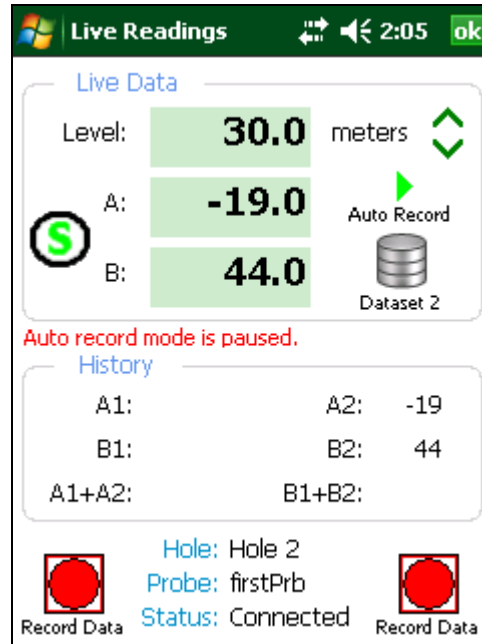 Live Readings 2:05 ok
Live Data
Level: 30.0 meters
A: -19.0
Auto Record
S
B: 44.0
Dataset 2
Auto record mode is paused.
History
A1: A2: -19
B1: B2: 44
A1+A2: B1+B2:
Hole: Hole 2
Probe: firstPrb
Status: Connected
Record Data Record Data